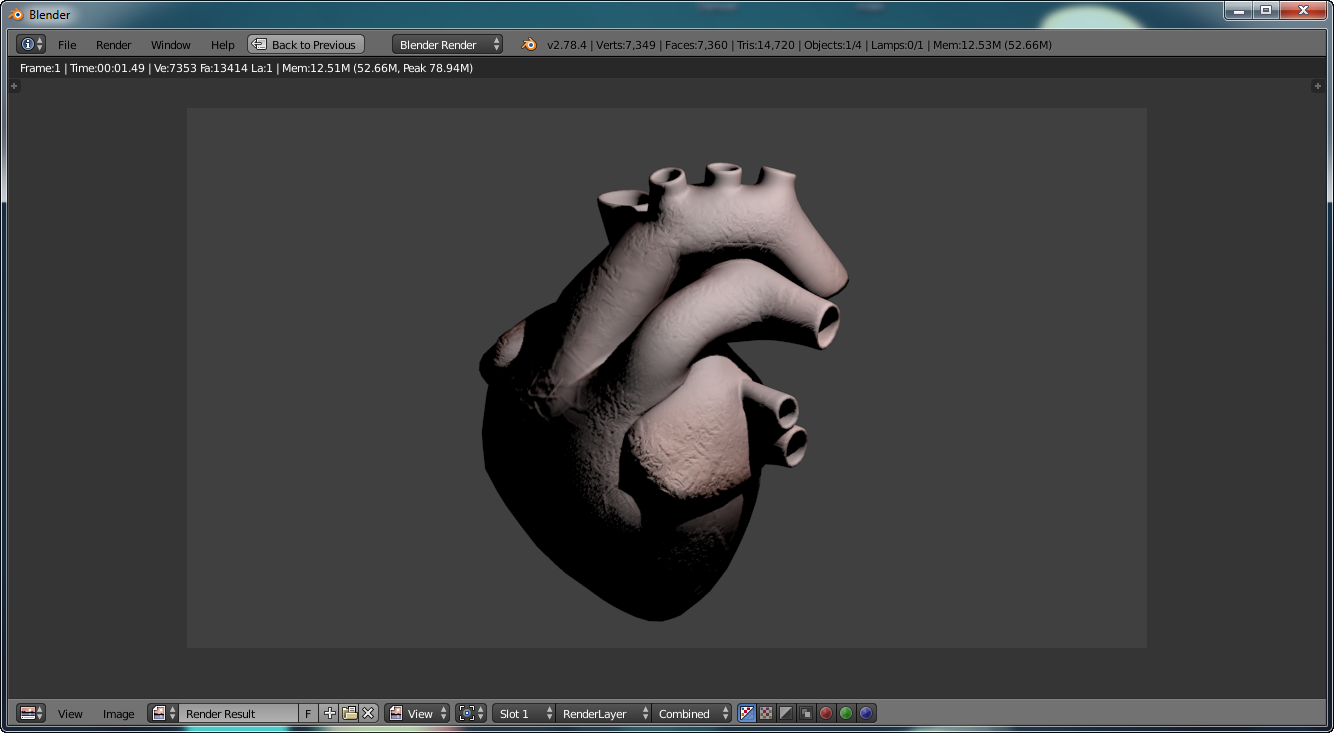 Blender
File Render Window Help Back to Previous Blender Render v2.78.4 | Verts:7,349 | Faces:7,360 | Tris:14,720 | Objects:1/4 | Lamps:0/1 | Mem:12.53M (52.66M)
Frame:1 | Time:00:01.49 | Ve:7353 Fa:13414 La:1 | Mem:12.51M (52.66M, Peak 78.94M)
View Image Render Result F View Slot 1 RenderLayer Combined